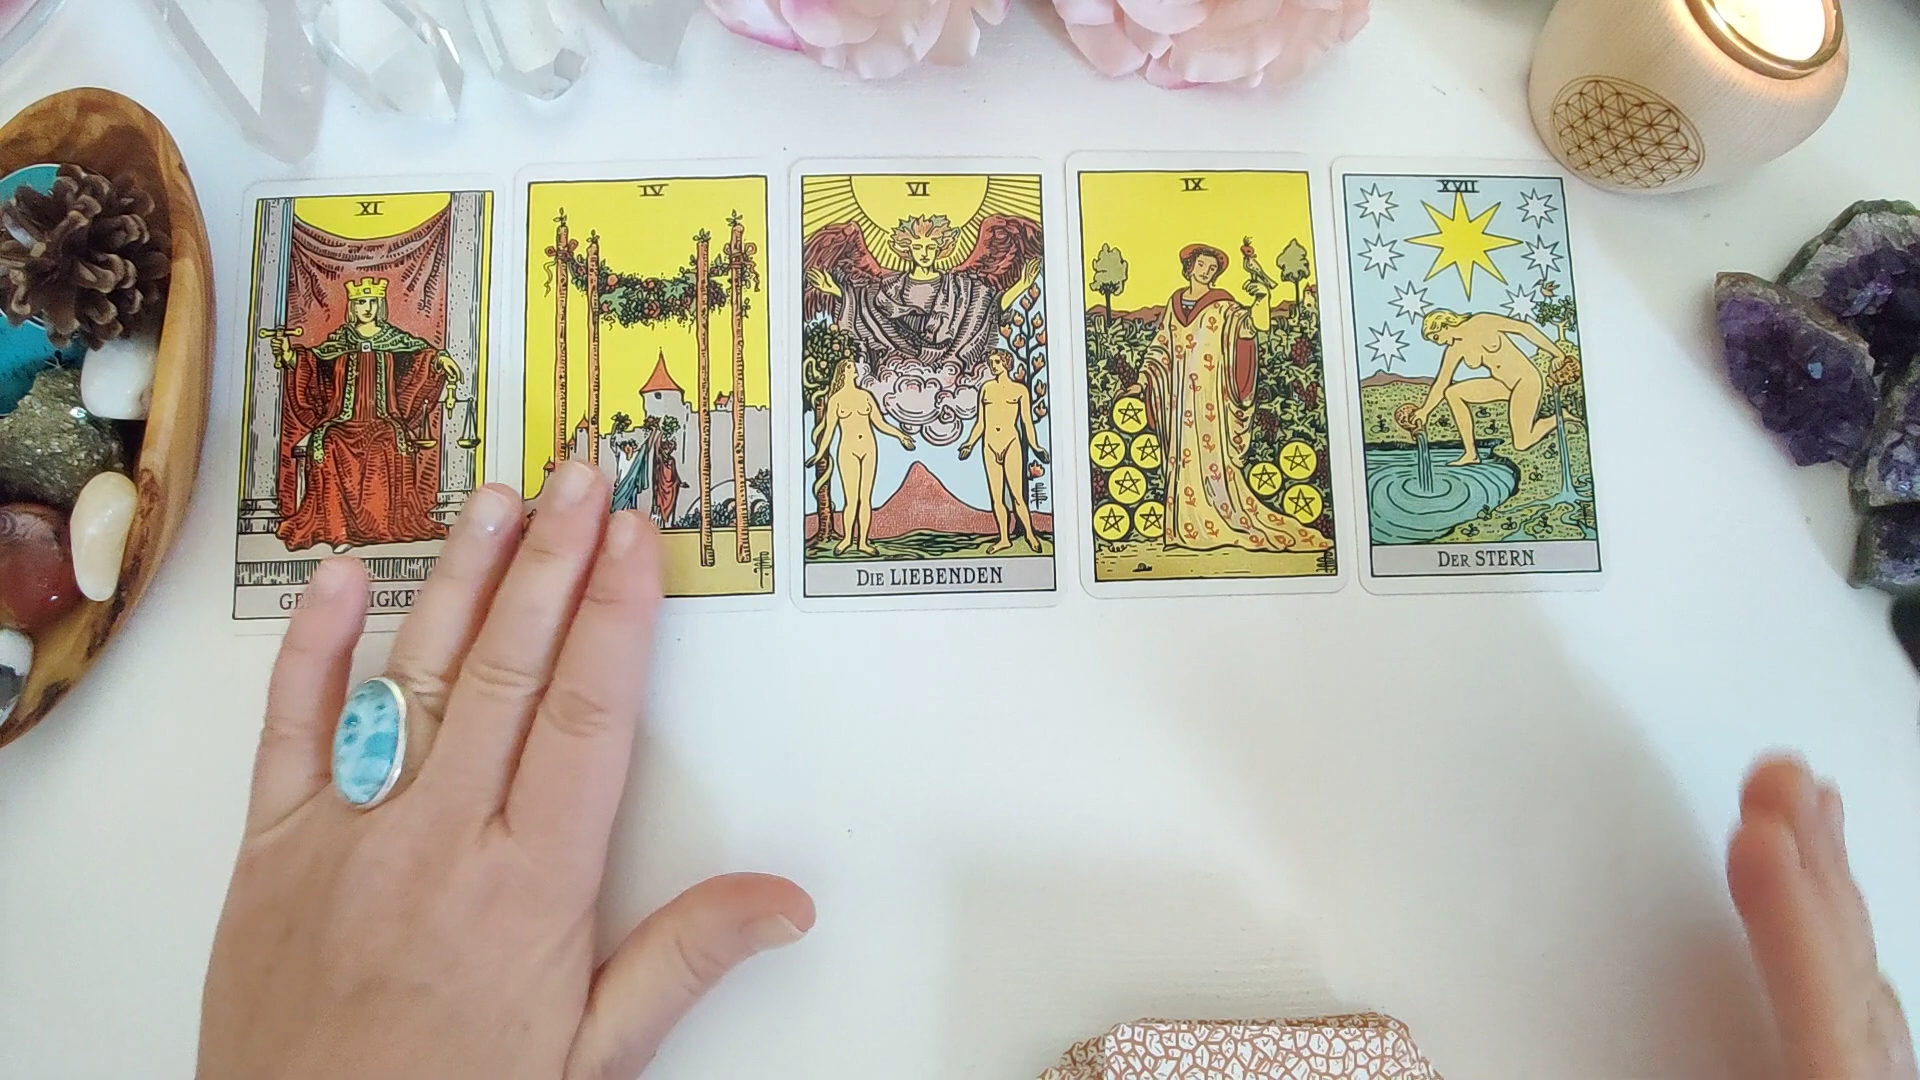 XI
IV
VI
IX
XVII
DIE LIEBENDEN
DER STERN